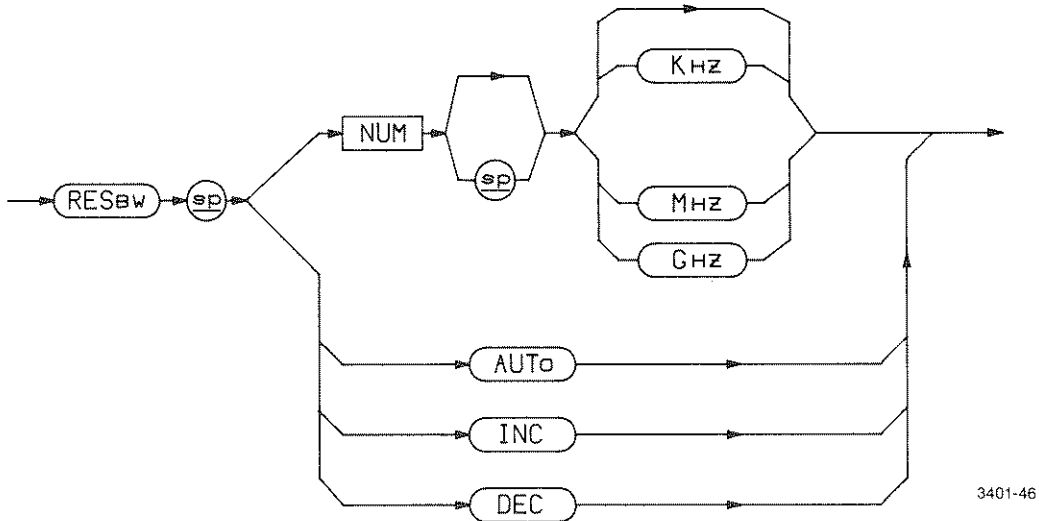 KHZ
NUM
sp
RESBW
sp
MHZ
GHZ
AUTO
INC
DEC
3401-46